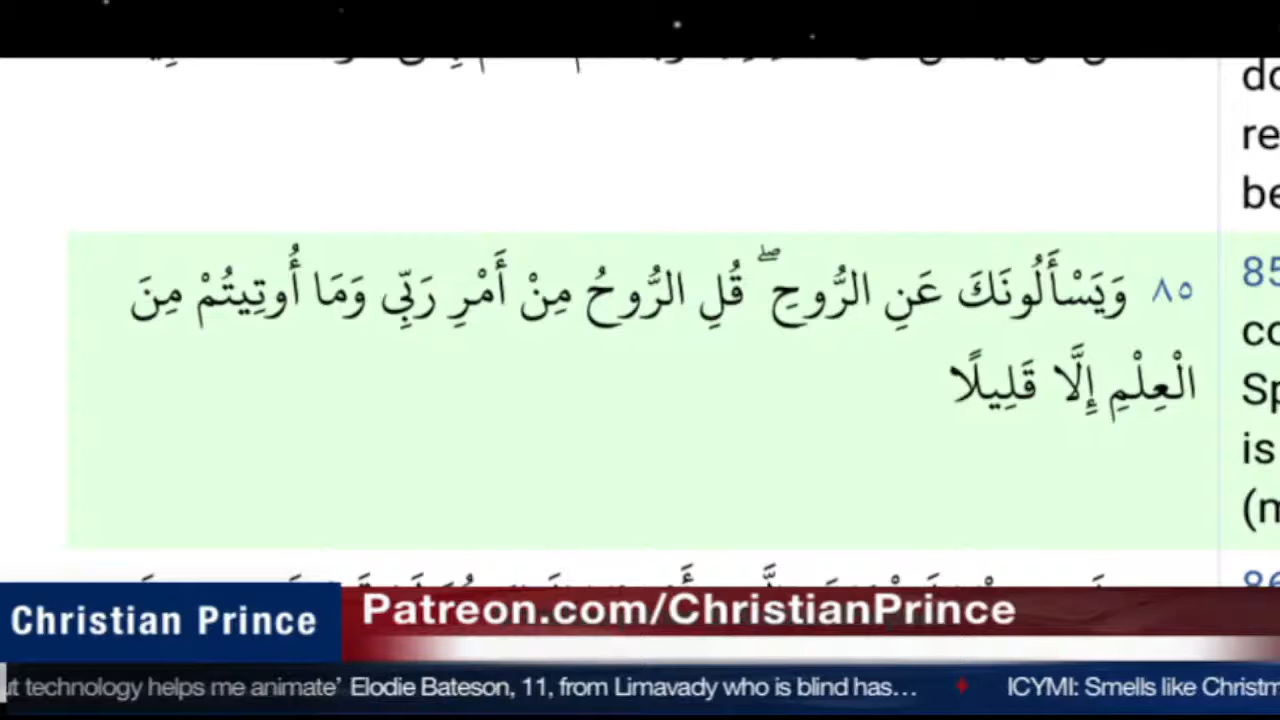 do
re
be
٨٥ وَيَسْأَلُونَكَ عَنِ الرُّوحِ ۖ قُلِ الرُّوحُ مِنْ أَمْرِ رَبِّي وَمَا أُوتِيتُمْ مِنَ
الْعِلْمِ إِلَّا قَلِيلًا
85
co
Sp
is
(m
86
Christian Prince
Patreon.com/ChristianPrince
ut technology helps me animate' Elodie Bateson, 11, from Limavady who is blind has... ♦ ICYMI: Smells like Christm